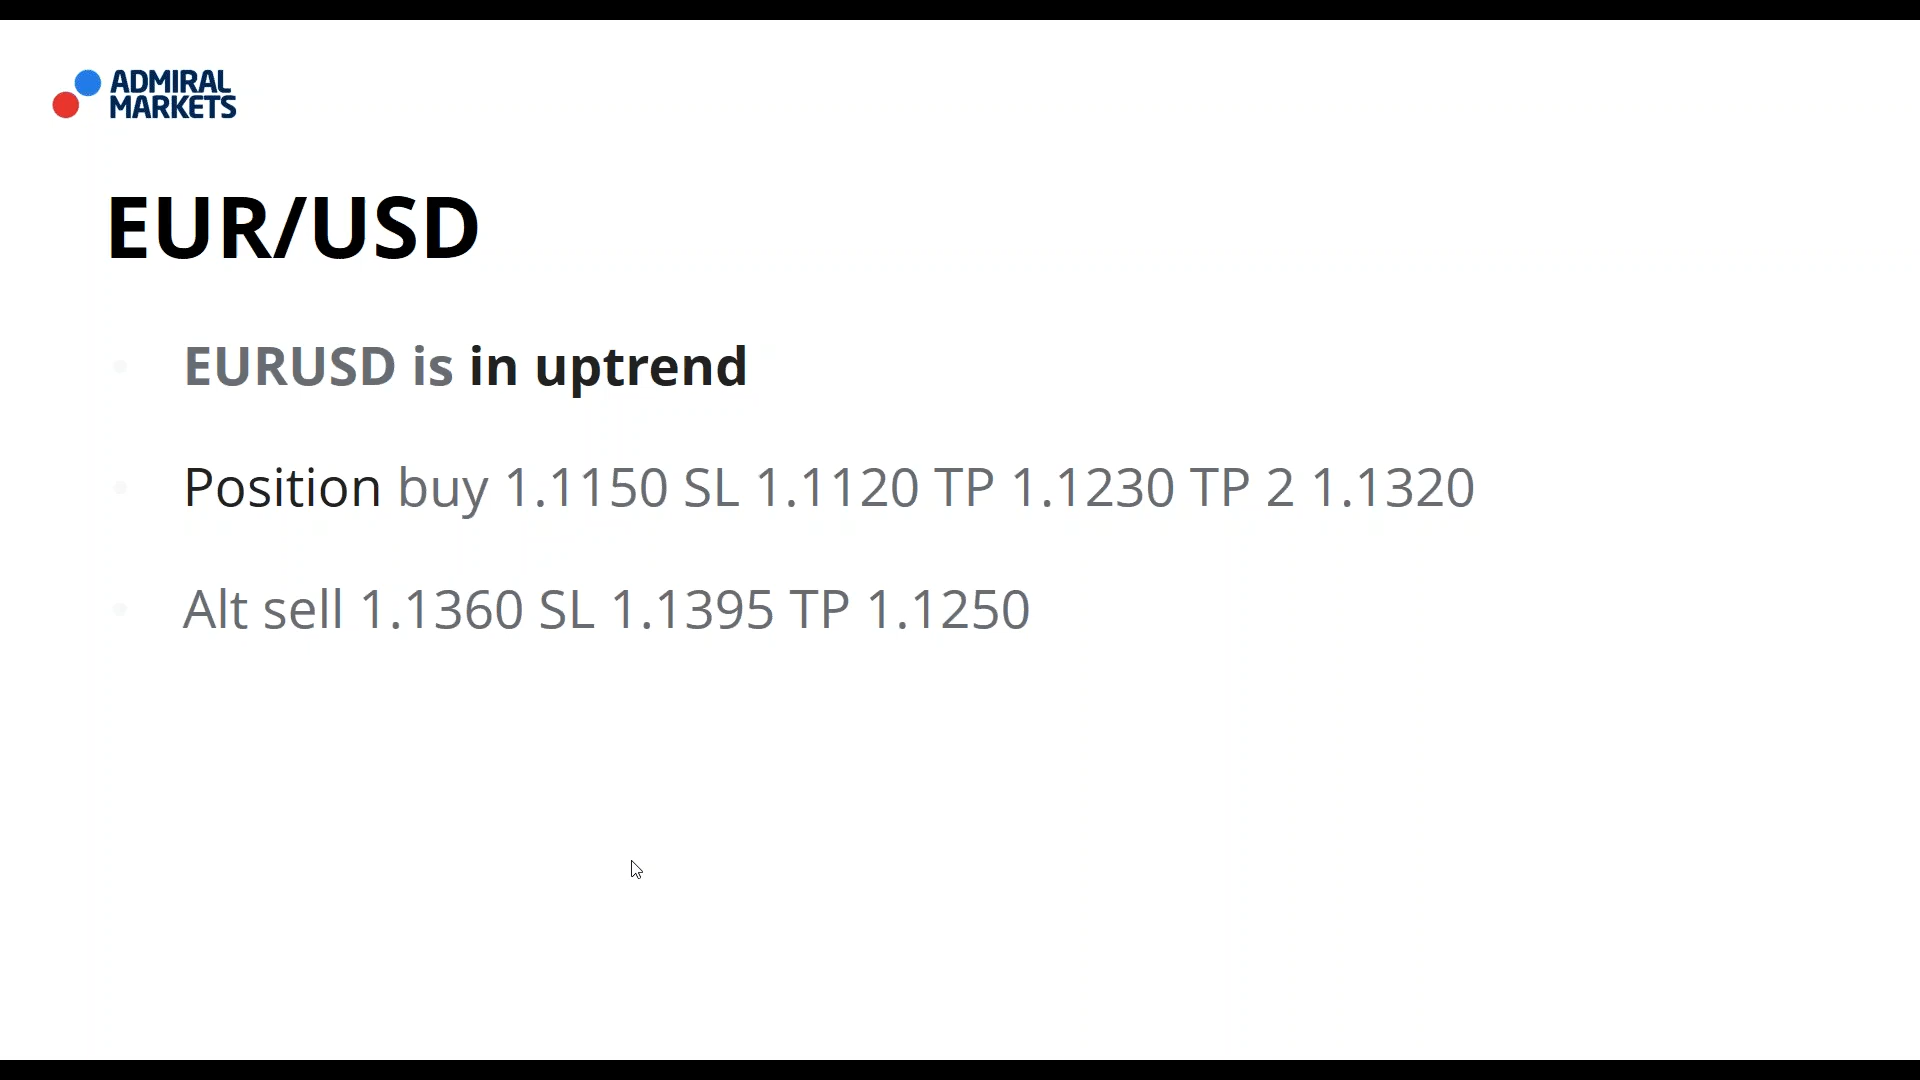 ADMIRAL
MARKETS
EUR/USD
EURUSD is in uptrend
Position buy 1.1150 SL 1.1120 TP 1.1230 TP 2 1.1320
Alt sell 1.1360 SL 1.1395 TP 1.1250